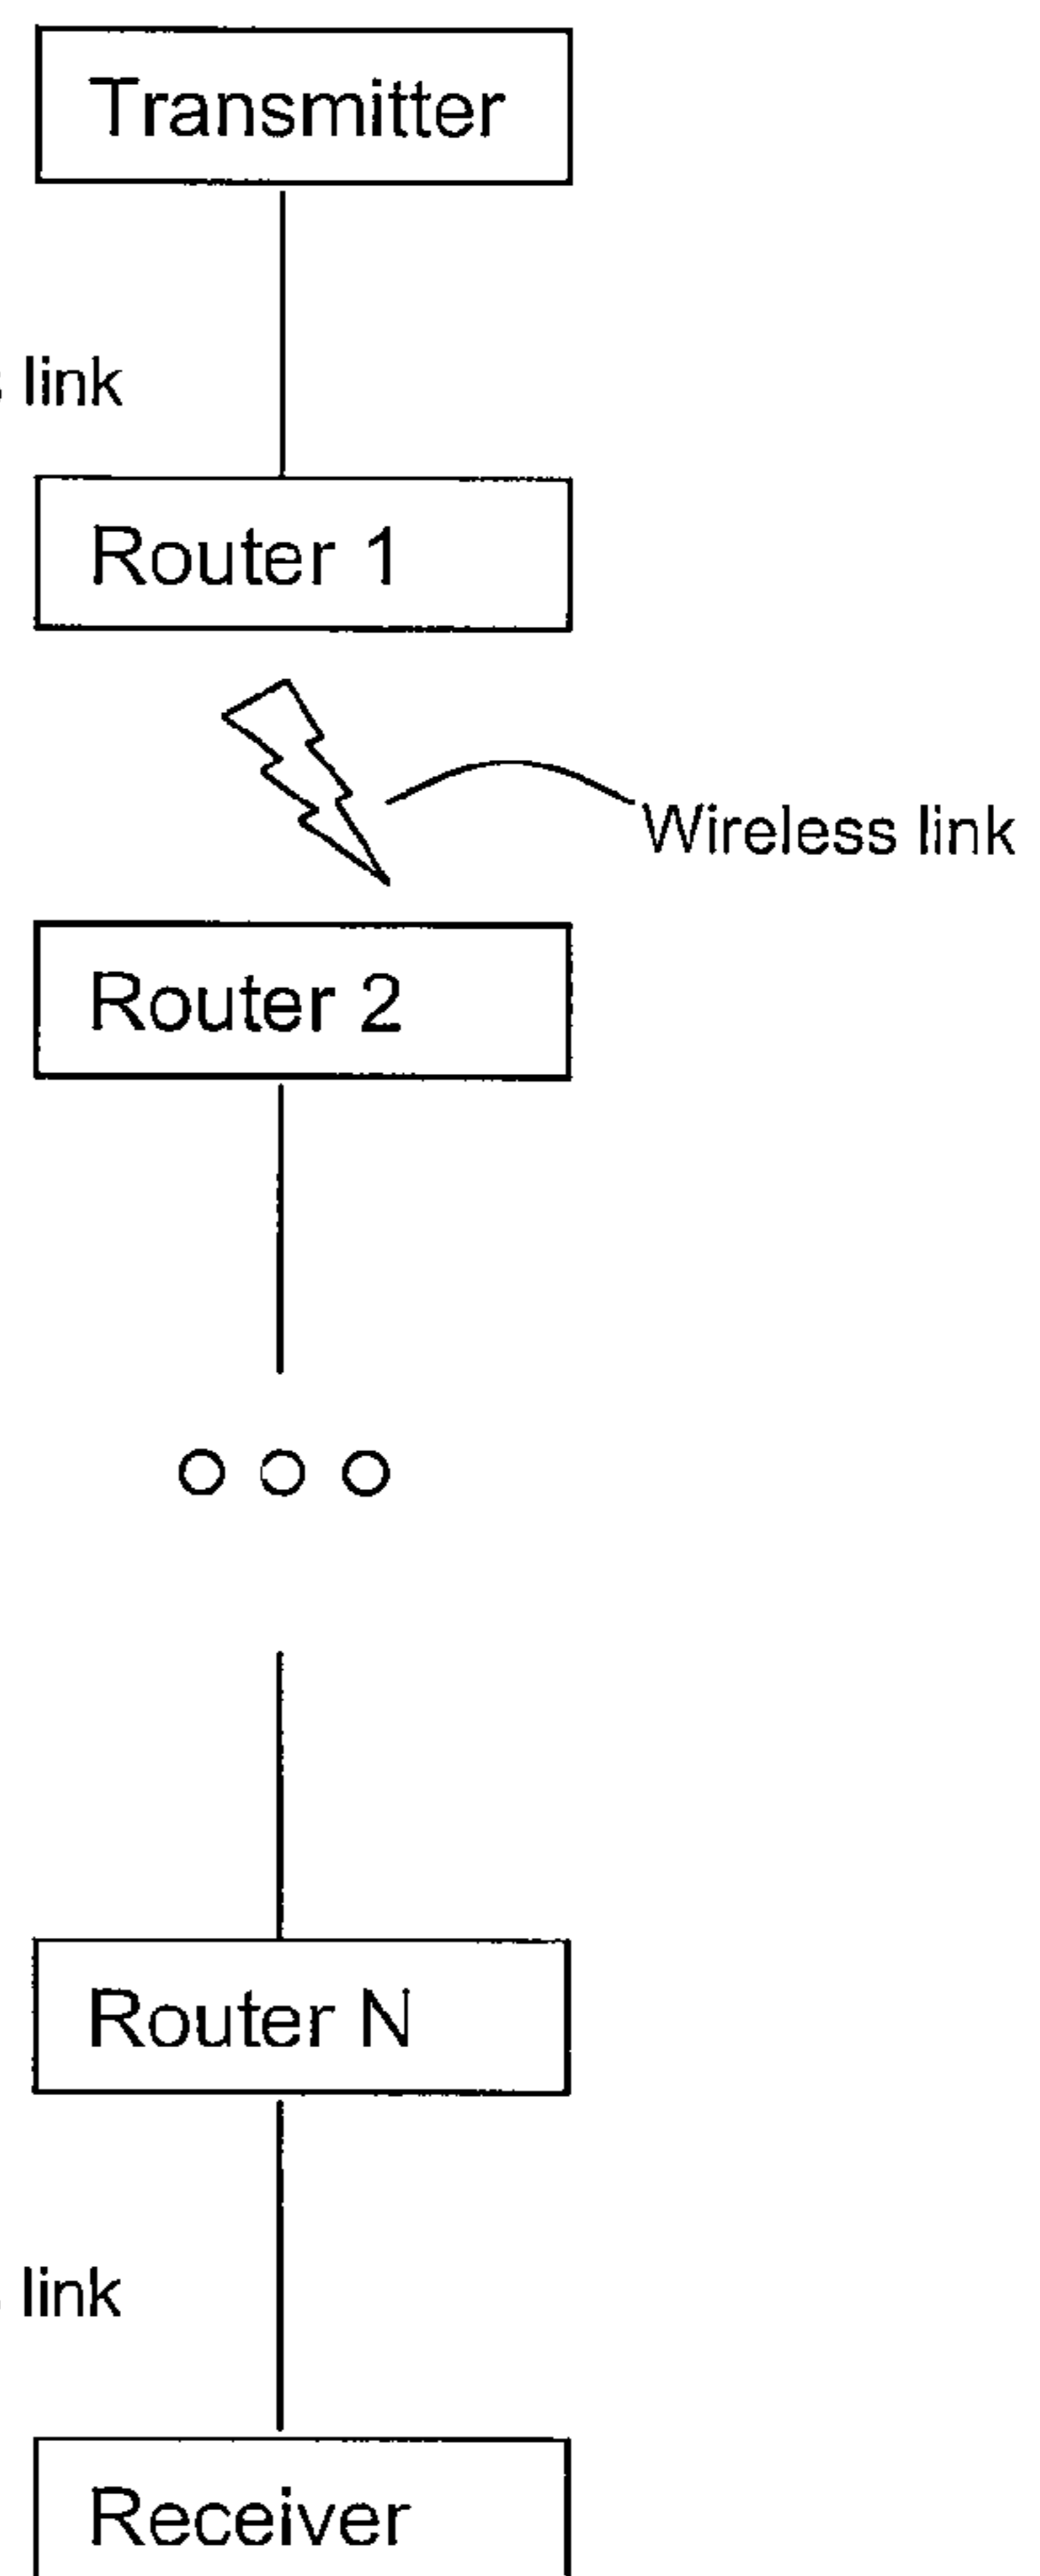 Transmitter
link
Router 1
Wireless link
Router 2
Router N
link
Receiver